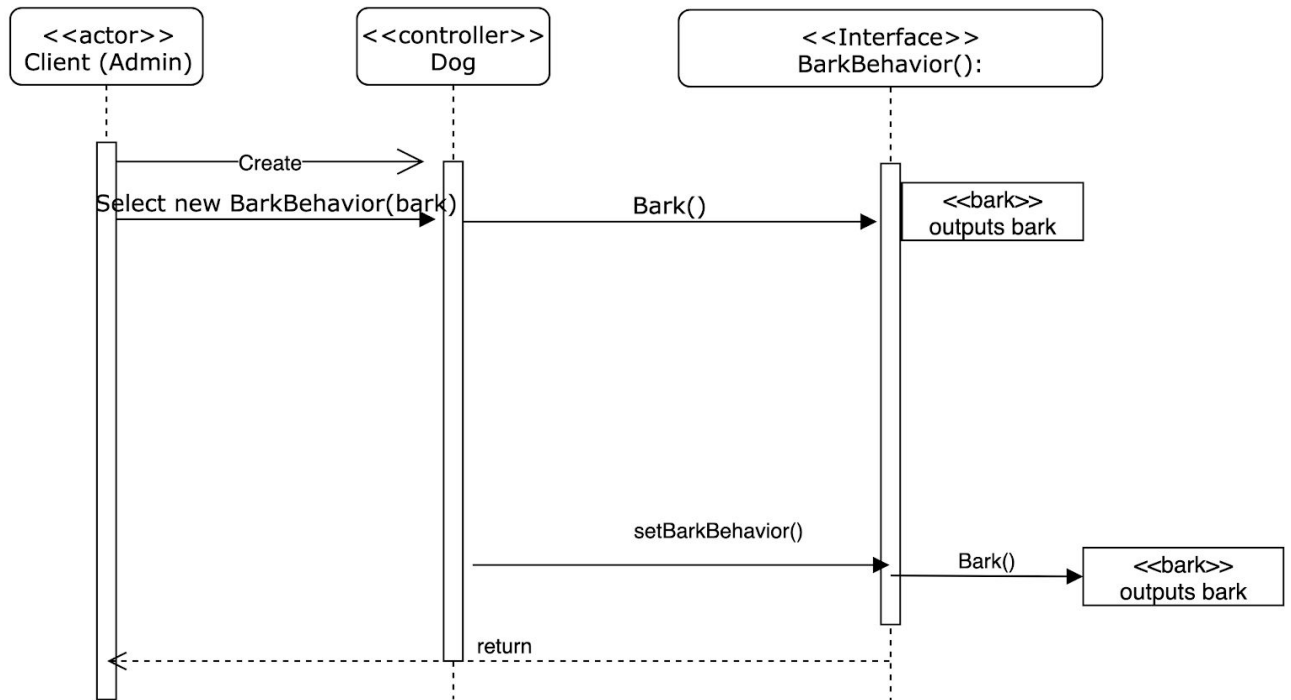 <<actor>>
Client (Admin)
<<controller>>
Dog
<<Interface>>
BarkBehavior():
Create
Select new BarkBehavior(bark)
Bark()
<<bark>>
outputs bark
setBarkBehavior()
Bark()
<<bark>>
outputs bark
return